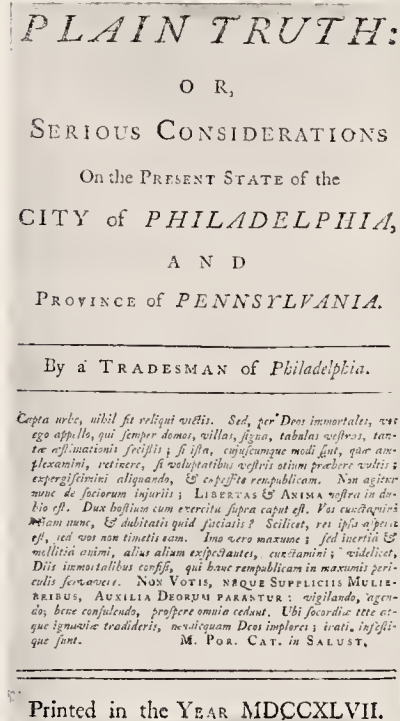 PLAIN TRUTH:
OR,
SERIOUS CONSIDERATIONS
On the PRESENT STATE of the
CITY of PHILADELPHIA,
AND
PROVINCE of PENNSYLVANIA.
By a TRADESMAN of Philadelphia.
Capta urbe, nihil fit reliqui victis. Sed, per Deos immortales, vos
ego appello, qui semper domos, villas, signa, tabulas vestras, tan-
tæ æstimationis fecistis; si ista, cujuscumque modi sint, quæ am-
plexamini, retinere, si voluptatibus vestris otium præbere vultis;
expergiscimini aliquando, & capessite rempublicam. Non agitur
nunc de sociorum injuriis; LIBERTAS & ANIMA nostra in du-
bio est. Dux hostium cum exercitu supra caput est. Vos cunctamini
etiam nunc, & dubitatis quid faciatis? Scilicet, res ipsa aspera
est, sed vos non timetis eam. Imo vero maxume; sed inertiâ &
mollitiâ animi, alius alium exspectantes, cunctamini; videlicet,
Diis immortalibus confisi, qui hanc rempublicam in maxumis peri-
culis servavere. NON VOTIS, NEQUE SUPPLICIIS MULIE-
BRIBUS, AUXILIA DEORUM PARANTUR: vigilando, agen-
do, bene consulendo, prospere omnia cedunt. Ubi socordiæ tete at-
que ignaviæ tradideris, nequicquam Deos implores; irati, infesti-
que sunt. M. POR. CAT. in SALUST.
Printed in the YEAR MDCCXLVII.